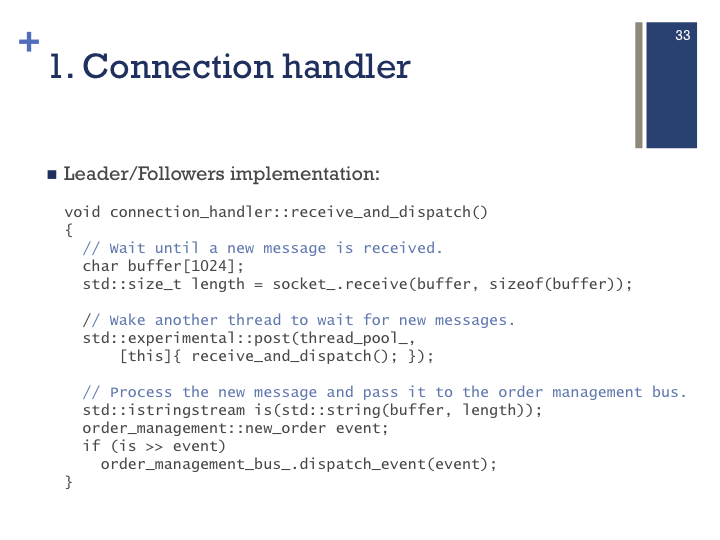 33
+
1. Connection handler
Leader/Followers implementation:
void connection_handler::receive_and_dispatch()
{
  // Wait until a new message is received.
  char buffer[1024];
  std::size_t length = socket_.receive(buffer, sizeof(buffer));
  // Wake another thread to wait for new messages.
  std::experimental::post(thread_pool_,
      [this]{ receive_and_dispatch(); });
  // Process the new message and pass it to the order management bus.
  std::istringstream is(std::string(buffer, length));
  order_management::new_order event;
  if (is >> event)
    order_management_bus_.dispatch_event(event);
}